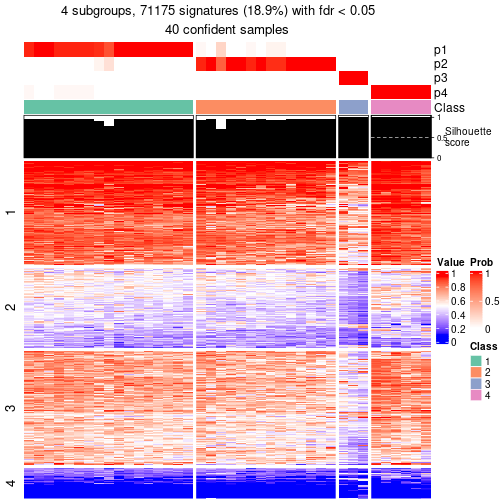 4 subgroups, 71175 signatures (18.9%) with fdr < 0.05
40 confident samples
p1
p2
p3
p4
Class
1
0.5
0
Silhouette
score
1
2
3
4
Value
1
0.8
0.6
0.4
0.2
0
Prob
1
0.5
0
Class
1
2
3
4